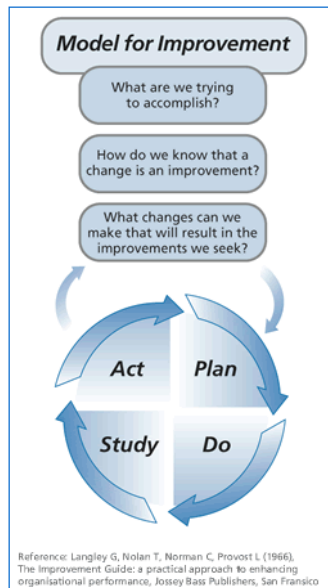 Model for Improvement
What are we trying
to accomplish?
How do we know that a
change is an improvement?
What changes can we
make that will result in the
improvements we seek?
Act
Plan
Study
Do
Reference: Langley G, Nolan T, Norman C, Provost L (1966),
The Improvement Guide: a practical approach to enhancing
organisational performance, Jossey Bass Publishers, San Fransico